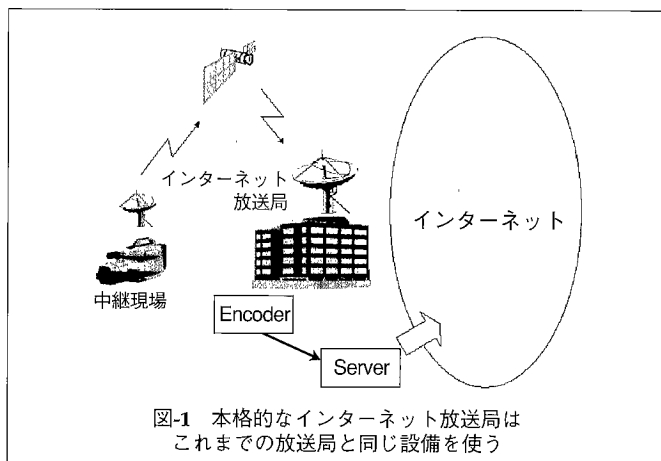 インターネット
放送局
インターネット
中継現場
Encoder
Server
図-1 本格的なインターネット放送局は
これまでの放送局と同じ設備を使う